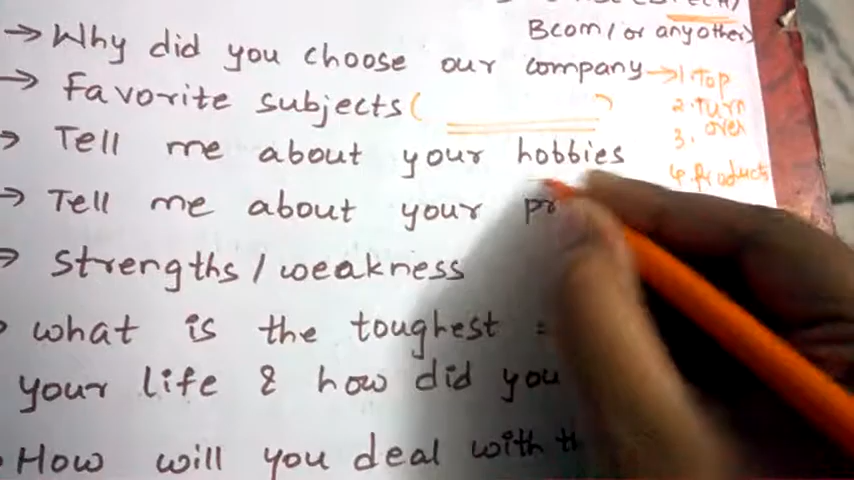 Bcom/or anyother)
→ Why did you choose our company → 1. Top
→ Favorite subjects ( ) 2. Turn
3. over
→ Tell me about your hobbies
4. Products
→ Tell me about your
→ Strengths/weakness
what is the toughest
your life & how did you
How will you deal with